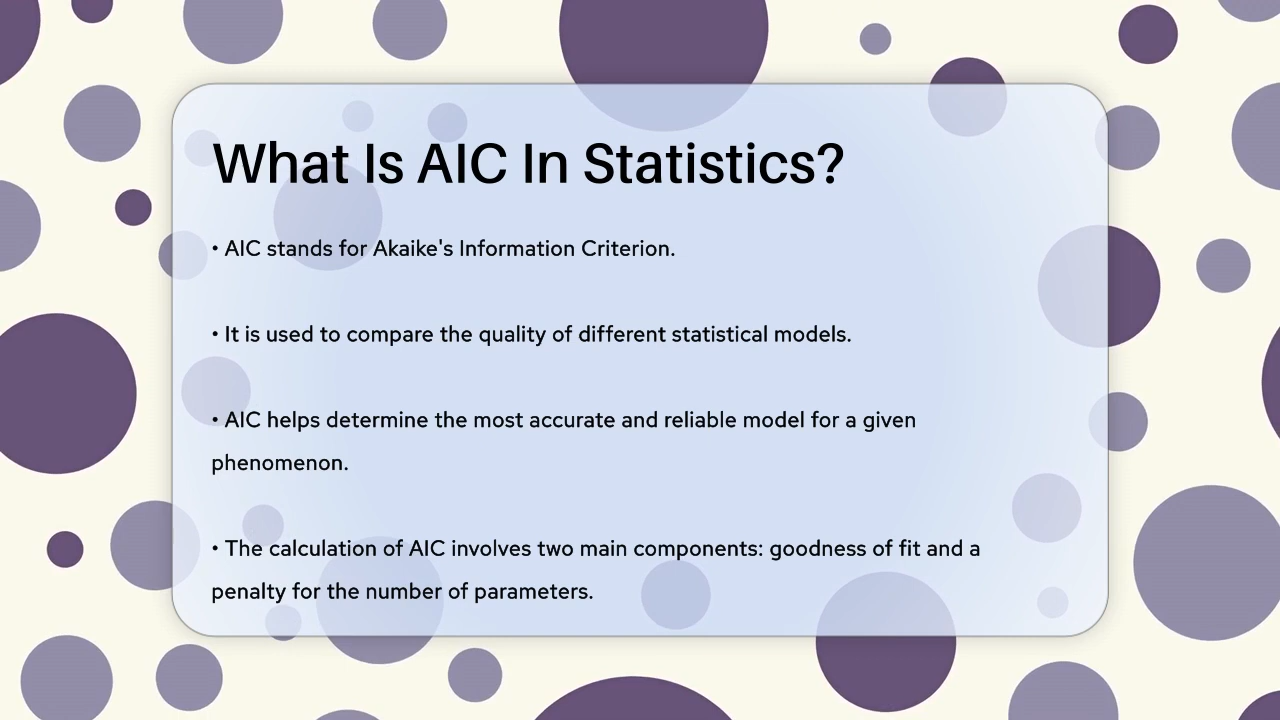 What Is AIC In Statistics?
• AIC stands for Akaike's Information Criterion.
• It is used to compare the quality of different statistical models.
• AIC helps determine the most accurate and reliable model for a given
phenomenon.
• The calculation of AIC involves two main components: goodness of fit and a
penalty for the number of parameters.